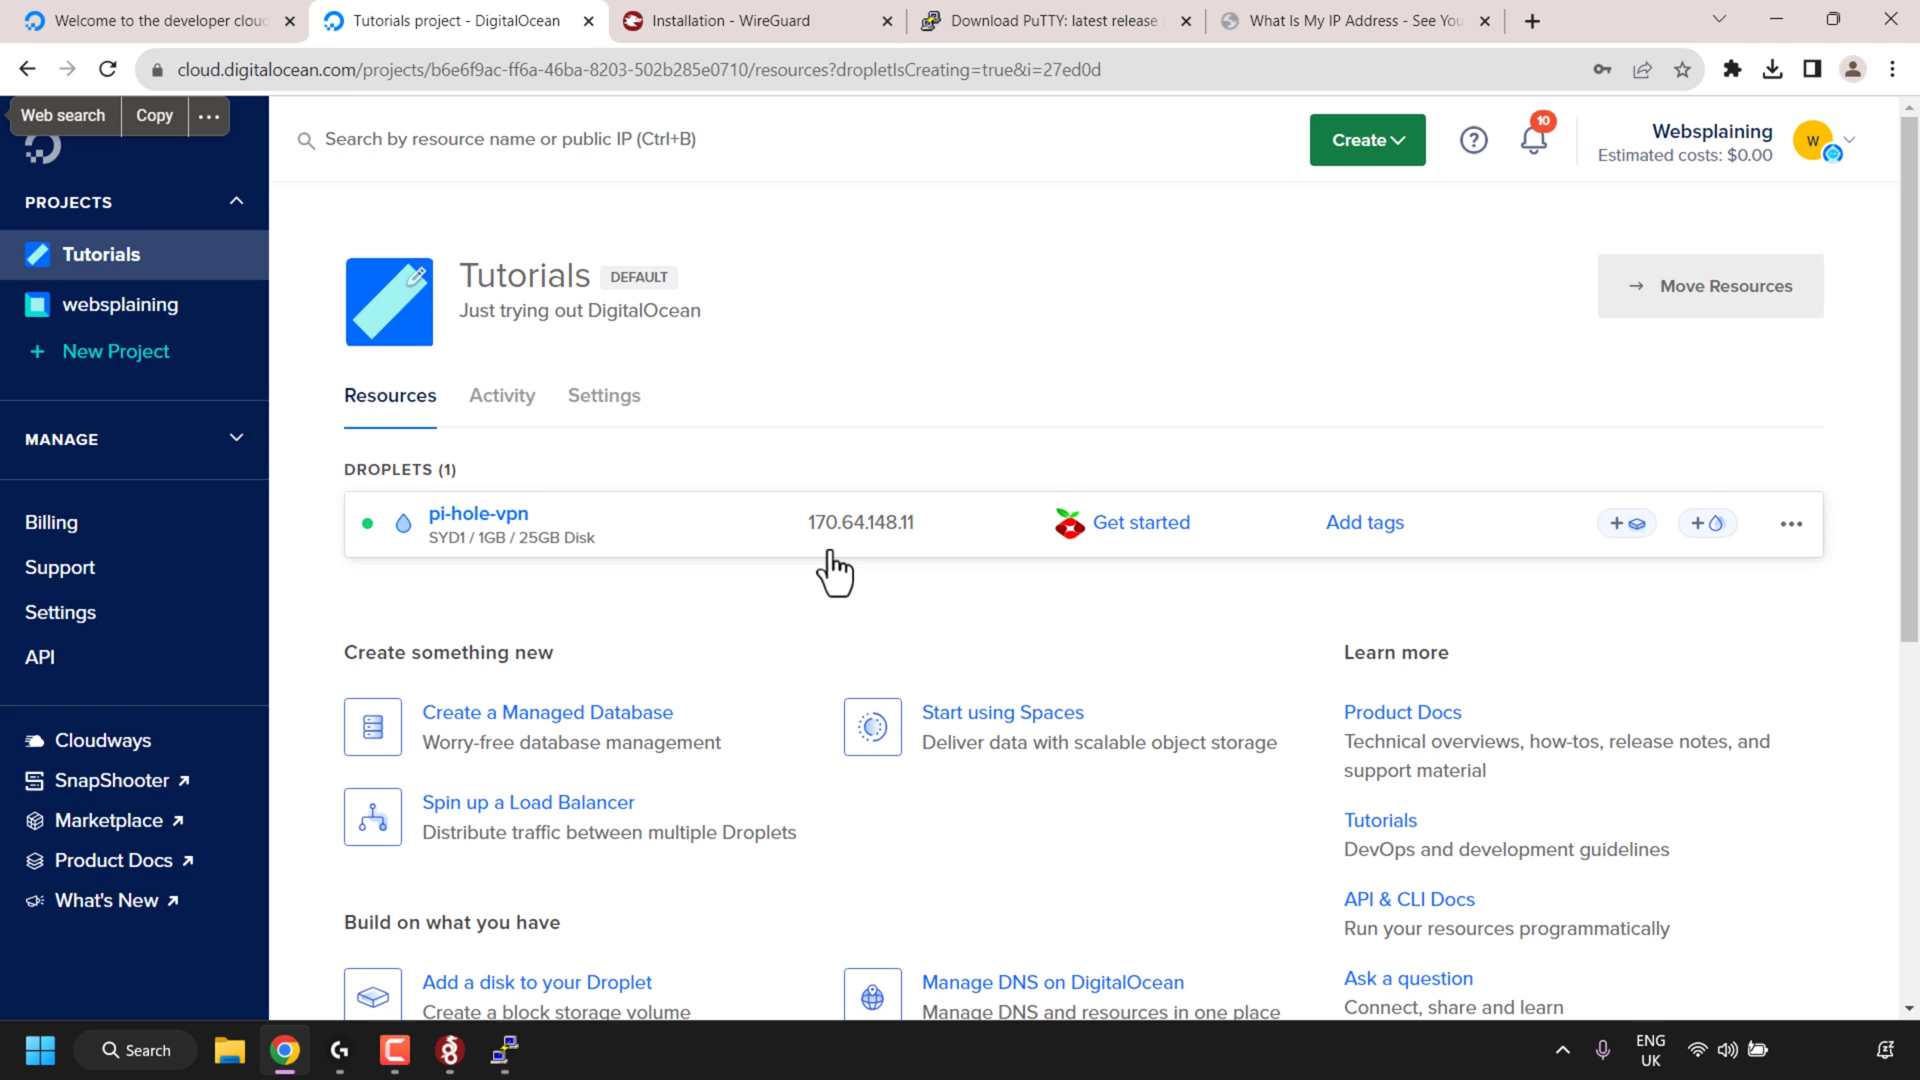 Welcome to the developer clou
Tutorials project - DigitalOcean
Installation - WireGuard
Download PuTTY: latest release
What Is My IP Address - See You
cloud.digitalocean.com/projects/b6e6f9ac-ff6a-46ba-8203-502b285e0710/resources?dropletIsCreating=true&i=27ed0d
Web search
Copy
Search by resource name or public IP (Ctrl+B)
Create
10
Websplaining
Estimated costs: $0.00
W
PROJECTS
Tutorials
websplaining
+ New Project
MANAGE
Billing
Support
Settings
API
Cloudways
SnapShooter
Marketplace
Product Docs
What's New
Tutorials DEFAULT
Just trying out DigitalOcean
→ Move Resources
Resources
Activity
Settings
DROPLETS (1)
pi-hole-vpn
SYD1 / 1GB / 25GB Disk
170.64.148.11
Get started
Add tags
Create something new
Create a Managed Database
Worry-free database management
Start using Spaces
Deliver data with scalable object storage
Spin up a Load Balancer
Distribute traffic between multiple Droplets
Build on what you have
Add a disk to your Droplet
Create a block storage volume
Manage DNS on DigitalOcean
Manage DNS and resources in one place
Learn more
Product Docs
Technical overviews, how-tos, release notes, and
support material
Tutorials
DevOps and development guidelines
API & CLI Docs
Run your resources programmatically
Ask a question
Connect, share and learn
Search
ENG
UK